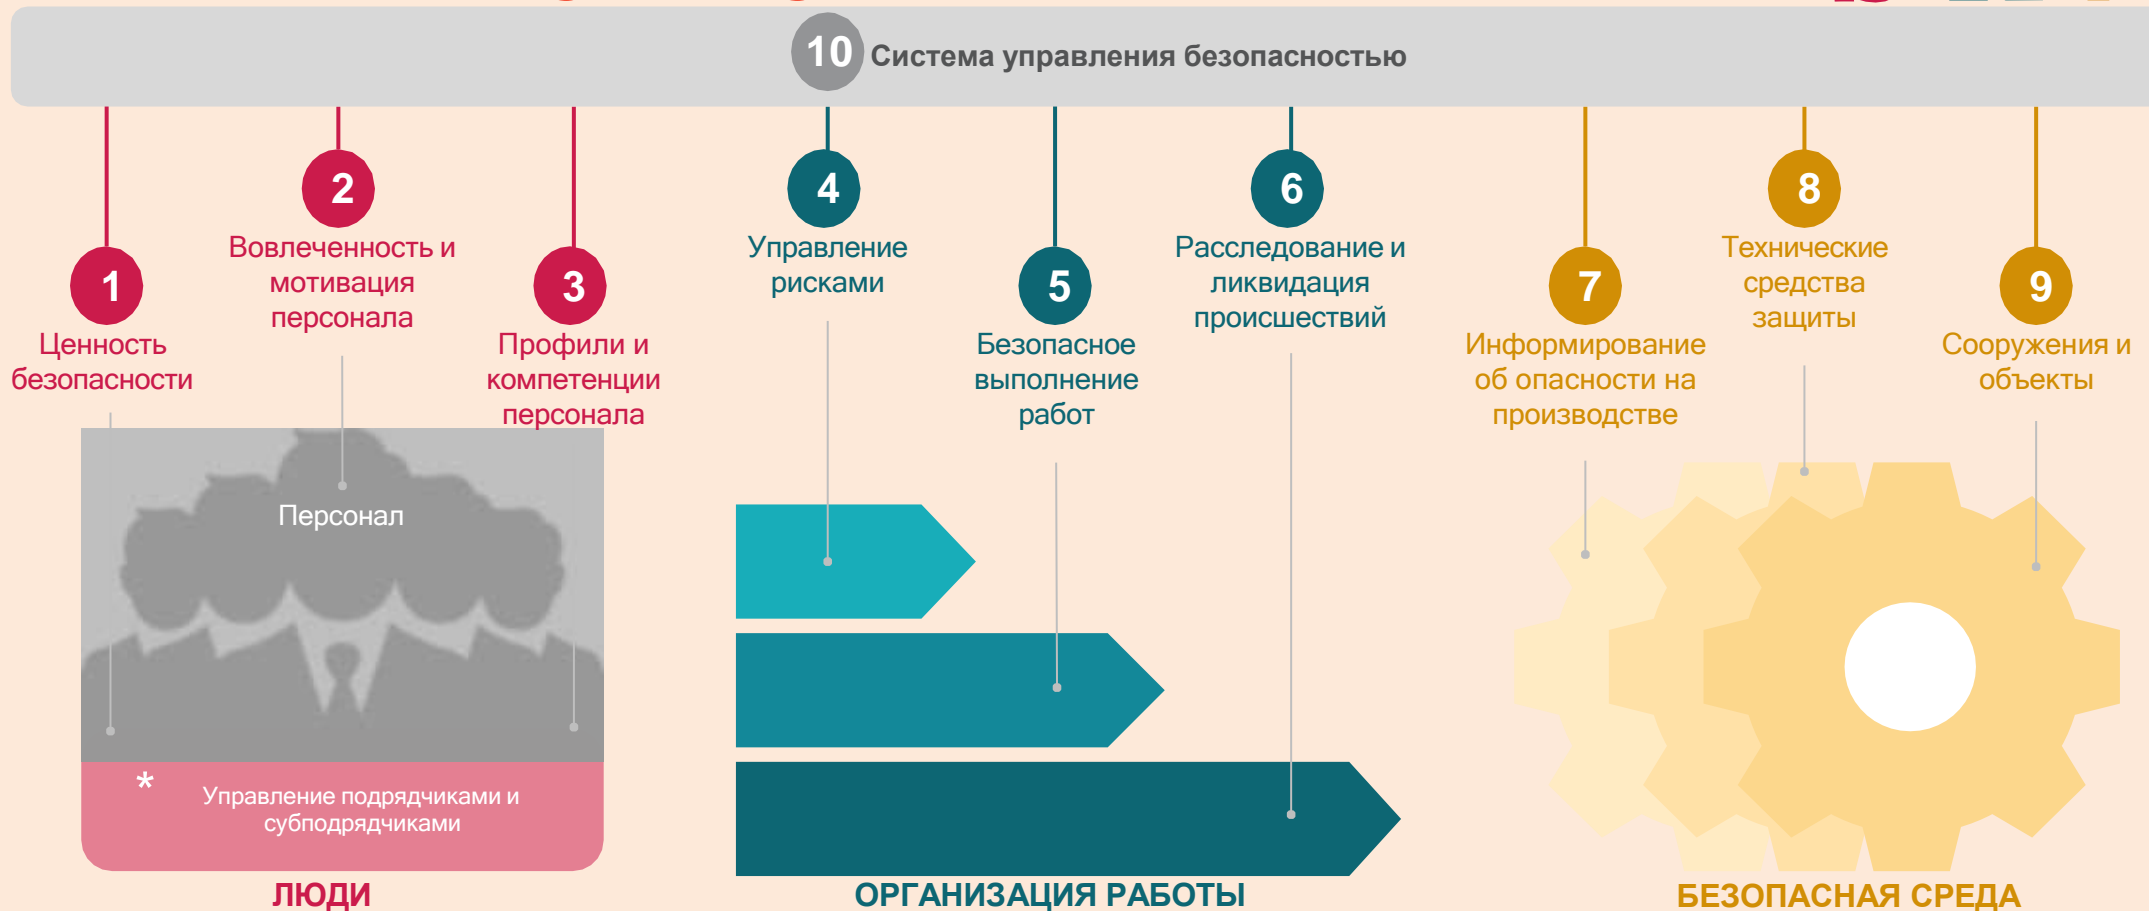 10 Система управления безопасностью
1
Ценность
безопасности
2
Вовлеченность и
мотивация
персонала
3
Профили и
компетенции
персонала
4
Управление
рисками
5
Безопасное
выполнение
работ
6
Расследование и
ликвидация
происшествий
7
Информирование
об опасности на
производстве
8
Технические
средства
защиты
9
Сооружения и
объекты
Персонал
*
Управление подрядчиками и
субподрядчиками
ЛЮДИ
ОРГАНИЗАЦИЯ РАБОТЫ
БЕЗОПАСНАЯ СРЕДА